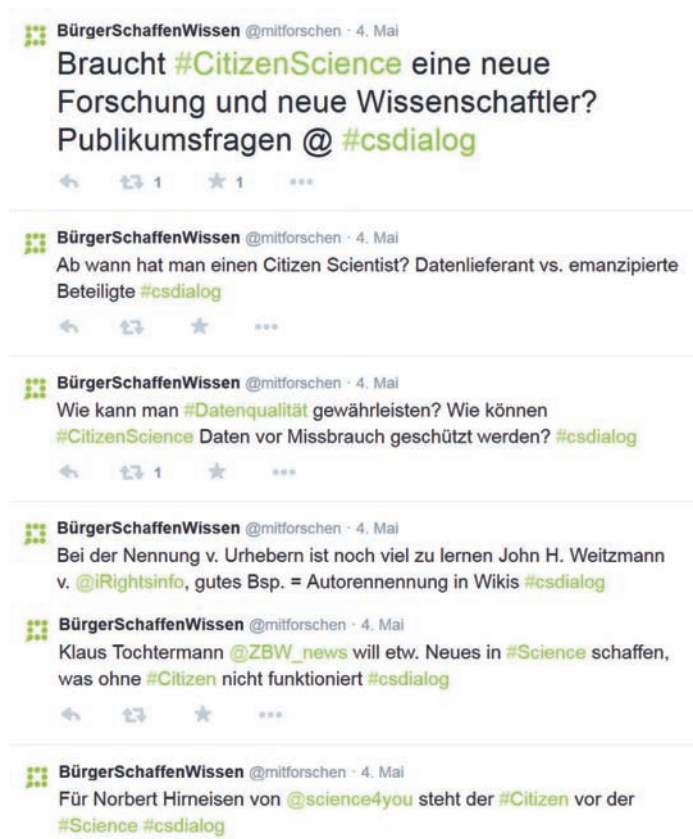 BürgerSchaffenWissen @mitforschen · 4. Mai
Braucht #CitizenScience eine neue
Forschung und neue Wissenschaftler?
Publikumsfragen @ #csdialog
1 1
BürgerSchaffenWissen @mitforschen · 4. Mai
Ab wann hat man einen Citizen Scientist? Datenlieferant vs. emanzipierte
Beteiligte #csdialog
BürgerSchaffenWissen @mitforschen · 4. Mai
Wie kann man #Datenqualität gewährleisten? Wie können
#CitizenScience Daten vor Missbrauch geschützt werden? #csdialog
1
BürgerSchaffenWissen @mitforschen · 4. Mai
Bei der Nennung v. Urhebern ist noch viel zu lernen John H. Weitzmann
v. @iRightsinfo, gutes Bsp. = Autorennennung in Wikis #csdialog
BürgerSchaffenWissen @mitforschen · 4. Mai
Klaus Tochtermann @ZBW_news will etw. Neues in #Science schaffen,
was ohne #Citizen nicht funktioniert #csdialog
BürgerSchaffenWissen @mitforschen · 4. Mai
Für Norbert Hirneisen von @science4you steht der #Citizen vor der
#Science #csdialog